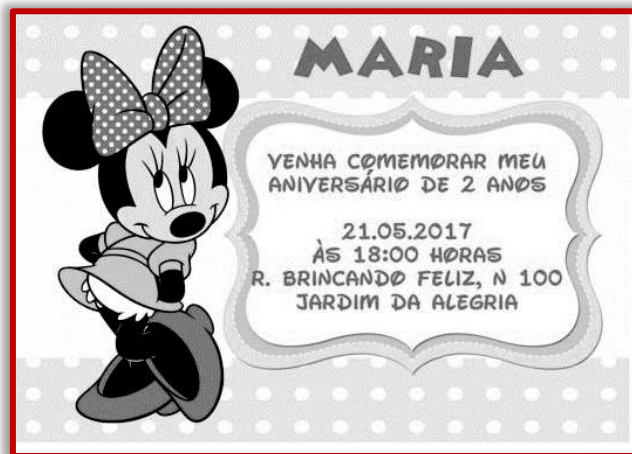 MARIA
VENHA COMEMORAR MEU
ANIVERSÁRIO DE 2 ANOS
21.05.2017
ÀS 18:00 HORAS
R. BRINCANDO FELIZ, N 100
JARDIM DA ALEGRIA